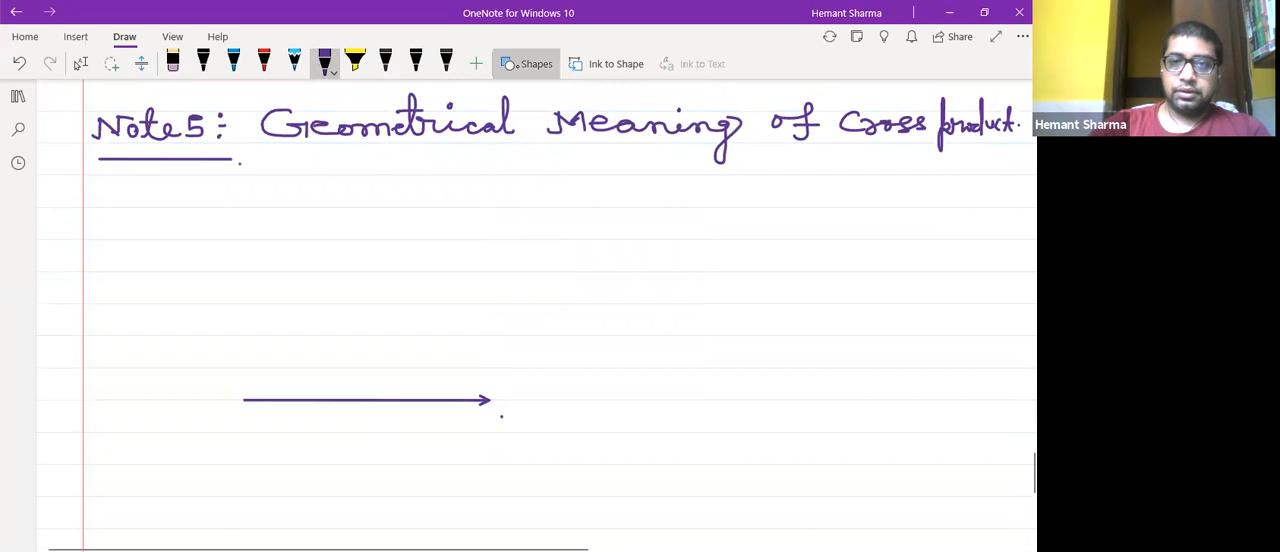 OneNote for Windows 10
Hemant Sharma
Home Insert Draw View Help
Share
Shapes Ink to Shape Ink to Text
Note 5: Geometrical Meaning of Cross product.
Hemant Sharma